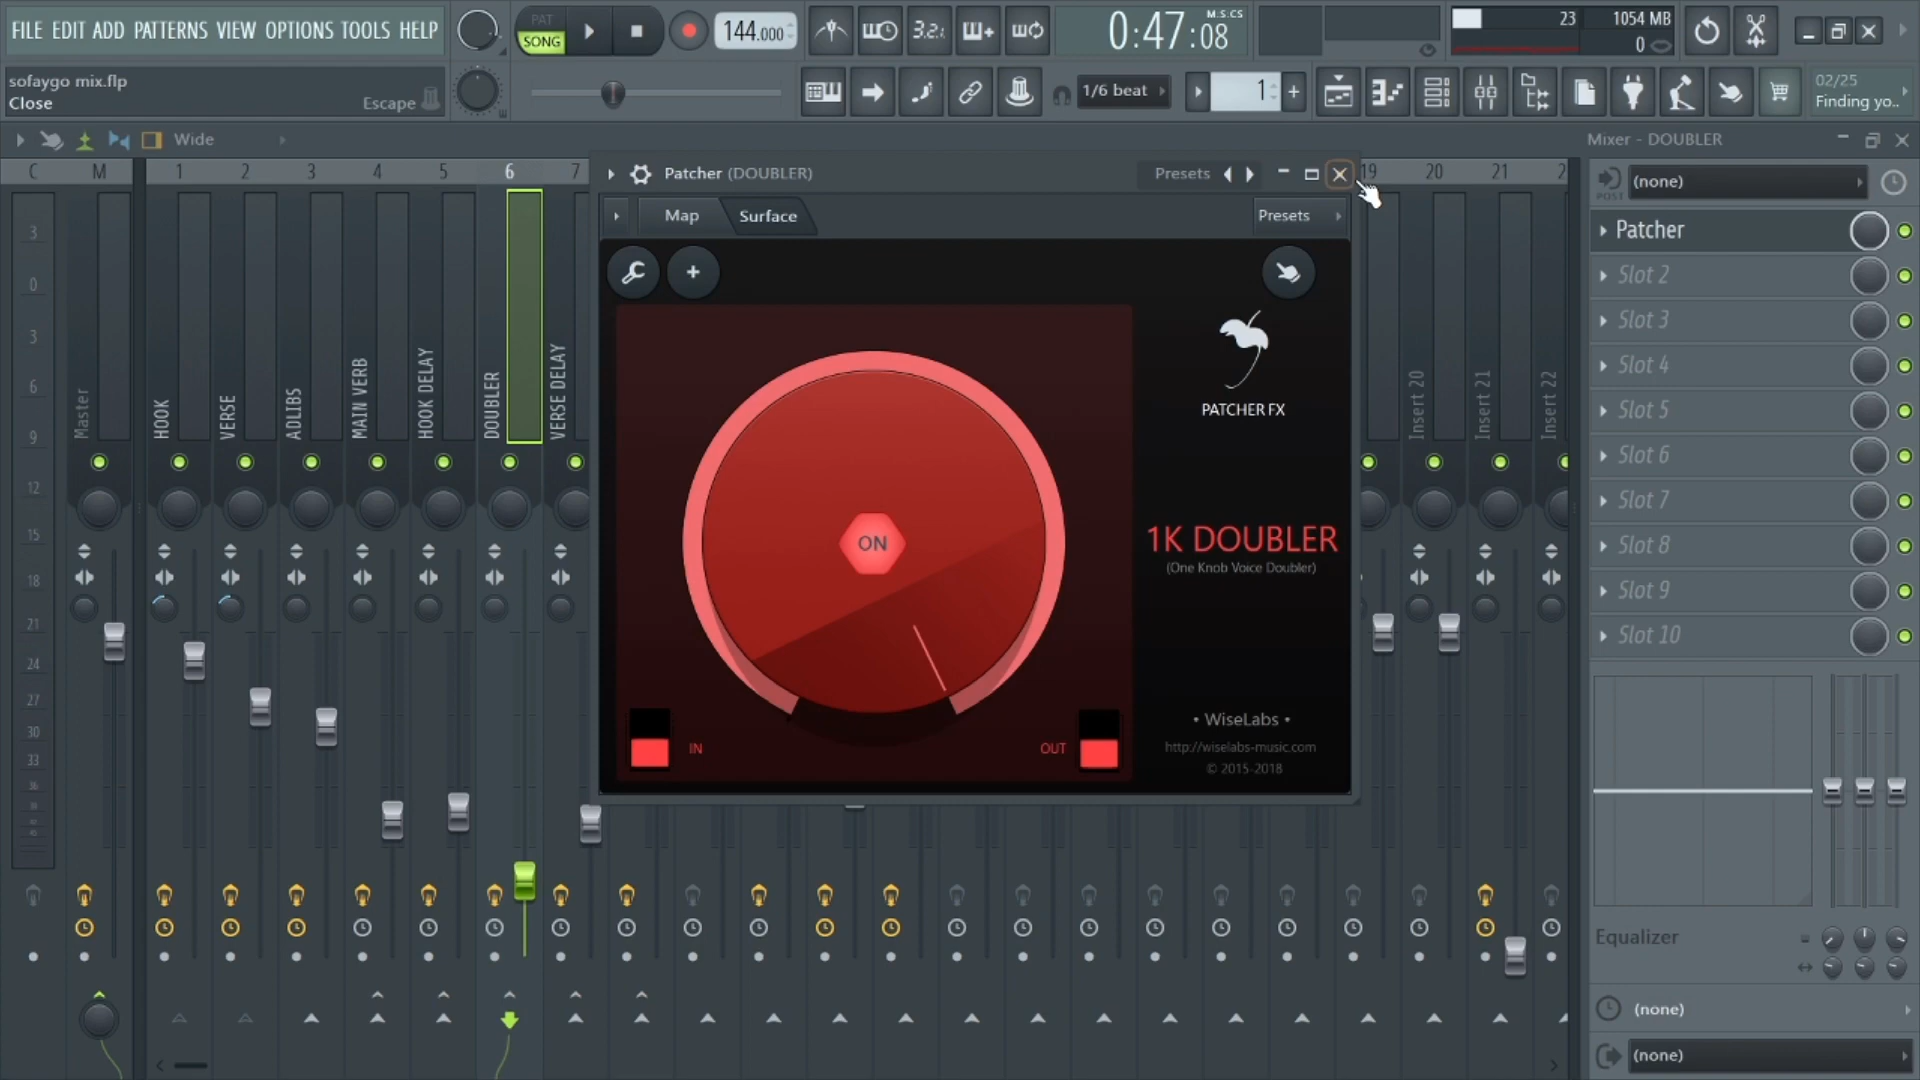 FILE EDIT ADD PATTERNS VIEW OPTIONS TOOLS HELP
PAT
SONG
144.000
3.2.
0:47:08
M:S:CS
23
1054 MB
0
sofaygo mix.flp
Close
Escape
1/6 beat
1
02/25
Finding yo..
Wide
Mixer - DOUBLER
C
M
1
2
3
4
5
6
7
19
20
21
2
Patcher (DOUBLER)
Presets
Map
Surface
Presets
(none)
POST
Patcher
Slot 2
Slot 3
Slot 4
Slot 5
Slot 6
Slot 7
Slot 8
Slot 9
Slot 10
3
0
3
6
9
12
15
18
21
24
27
30
33
Master
HOOK
VERSE
ADLIBS
MAIN VERB
HOOK DELAY
DOUBLER
VERSE DELAY
Insert 20
Insert 21
Insert 22
PATCHER FX
ON
1K DOUBLER
(One Knob Voice Doubler)
IN
OUT
• WiseLabs •
http://wiselabs-music.com
© 2015-2018
Equalizer
(none)
(none)